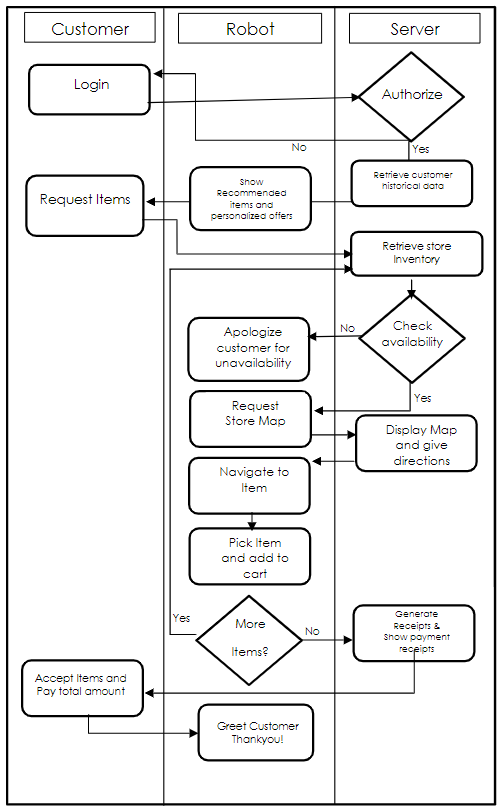 Customer
Robot
Server
Login
Authorize
No
Yes
Retrieve customer
historical data
Show
Recommended
items and
personalized offers
Request Items
Retrieve store
Inventory
Check
availability
No
Apologize
customer for
unavailability
Yes
Request
Store Map
Display Map
and give
directions
Navigate to
Item
Pick Item
and add to
cart
More
Items?
Yes
No
Generate
Receipts &
Show payment
receipts
Accept Items and
Pay total amount
Greet Customer
Thankyou!